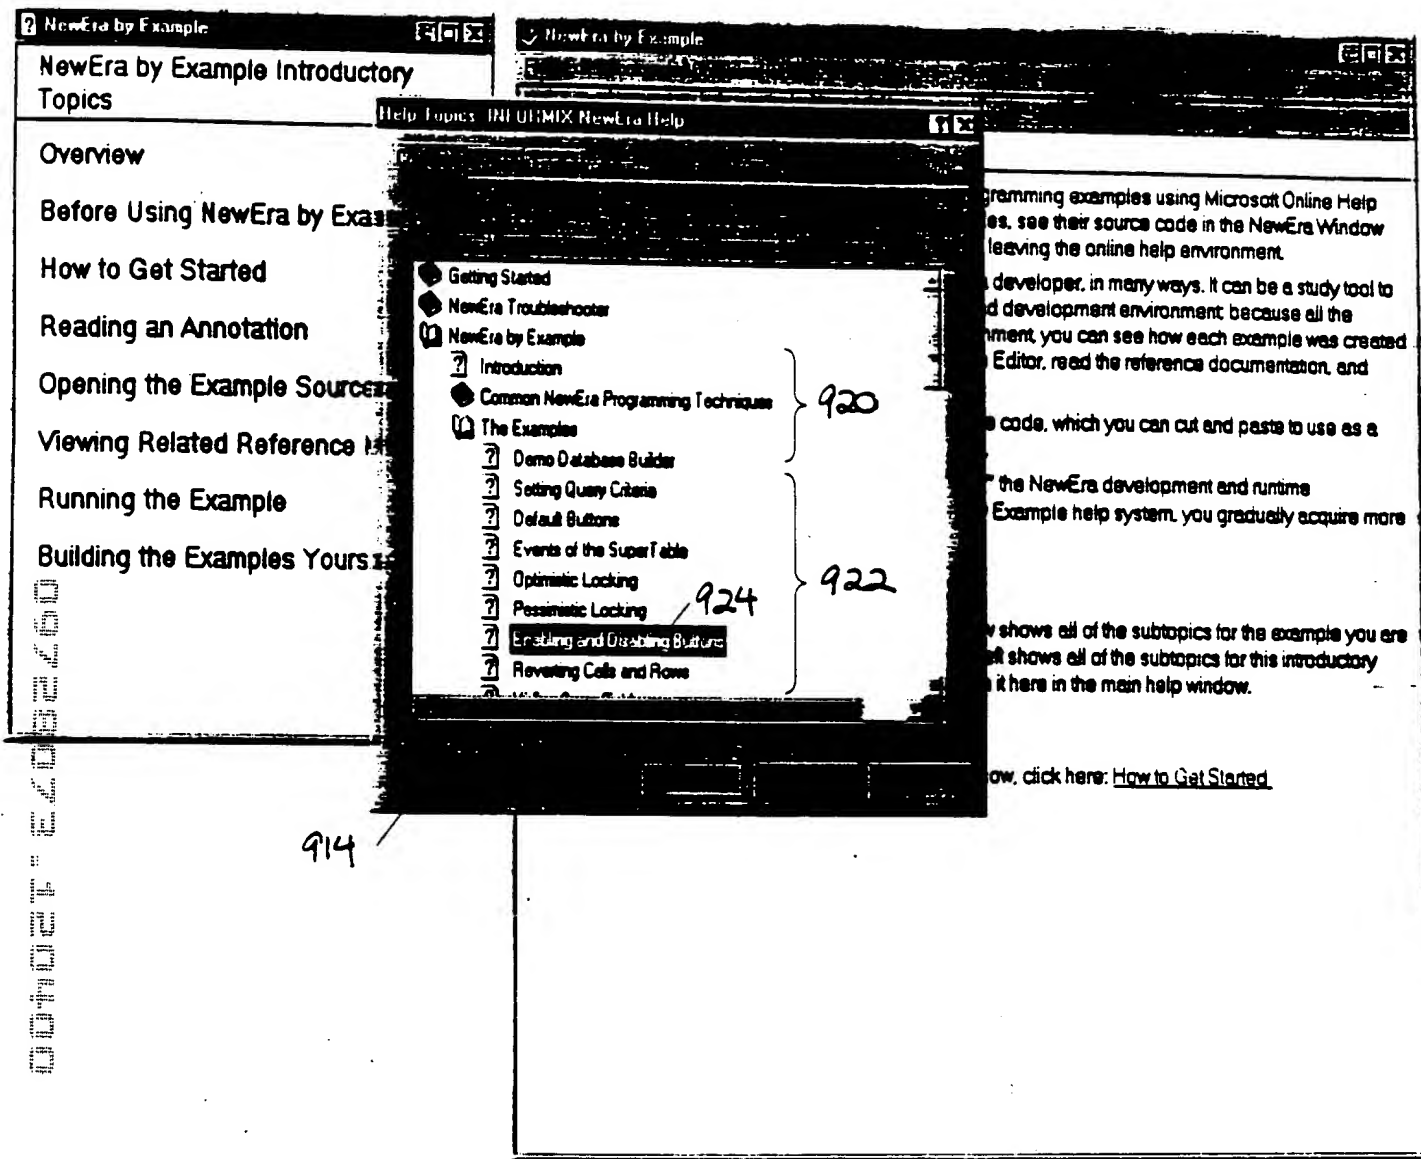 NewEra by Example
NewEra by Example Introductory
Topics
Overview
Before Using NewEra by
How to Get Started
Reading an Annotation
Opening the Example
Viewing Related Reference
Running the Example
Building the Examples
NewEra by Example
gramming examples using Microsoft Online Help
es, see their source code in the NewEra Window
leaving the online help environment.
developer, in many ways. It can be a study tool to
d development environment because all the
nment, you can see how each example was created
Editor, read the reference documentation, and
code, which you can cut and paste to use as a
the NewEra development and runtime
Example help system, you gradually acquire more
w shows all of the subtopics for the example you are
shows all of the subtopics for this introductory
it here in the main help window.
ow, click here: How to Get Started
Help Topics: INFORMIX NewEra Help
Getting Started
NewEra Troubleshooter
NewEra by Example
Introduction
Common NewEra Programming Techniques
The Examples
Demo Database Builder
920
Setting Query Criteria
Default Buttons
Events of the SuperTable
Optimistic Locking
Pessimistic Locking
Enabling and Disabling Buttons
Reverting Cells and Rows
922
924
914
09729073.120400